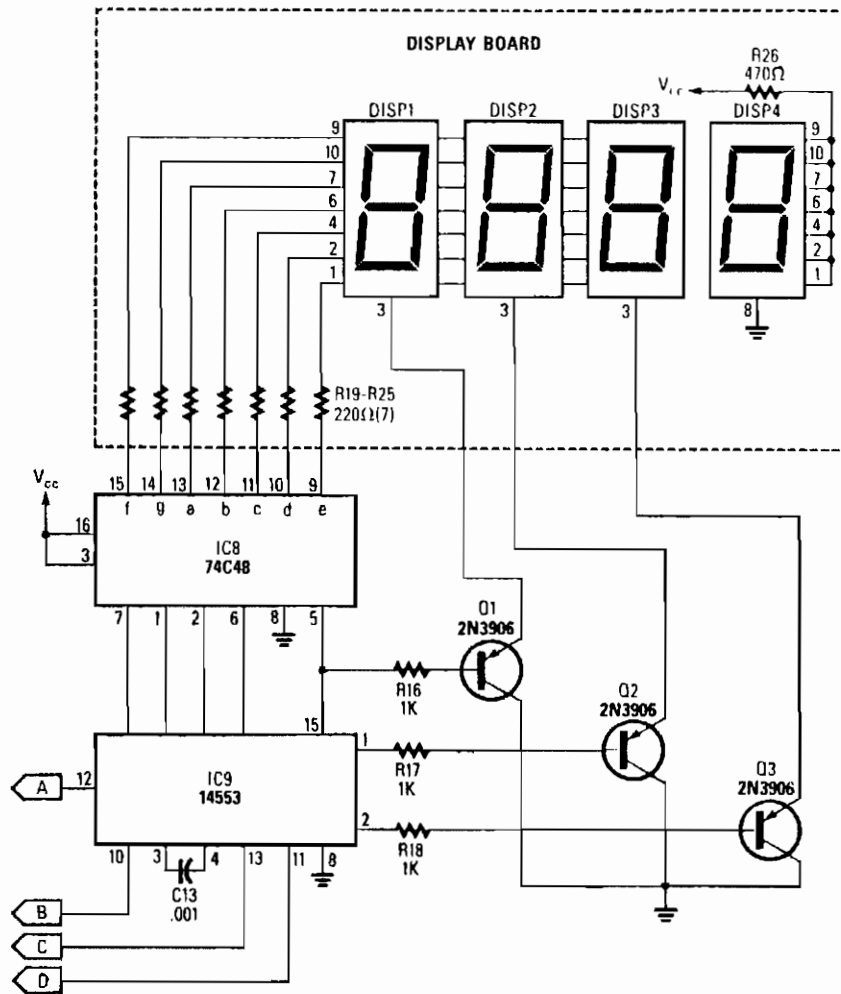 DISPLAY BOARD
R26
470Ω
Vcc
DISP1 DISP2 DISP3 DISP4
9 9
10 10
7 7
6 6
4 4
2 2
1 1
3 3 3 8
R19-R25
220Ω(7)
Vcc
15 14 13 12 11 10 9
f g a b c d e
16
3
IC8
74C48
7 1 2 6 8 5
Q1
2N3906
R16
1K
Q2
2N3906
15
1
R17
1K
Q3
2N3906
A 12
IC9
14553
2
R18
1K
10 3 4 13 11 8
C13
.001
B
C
D